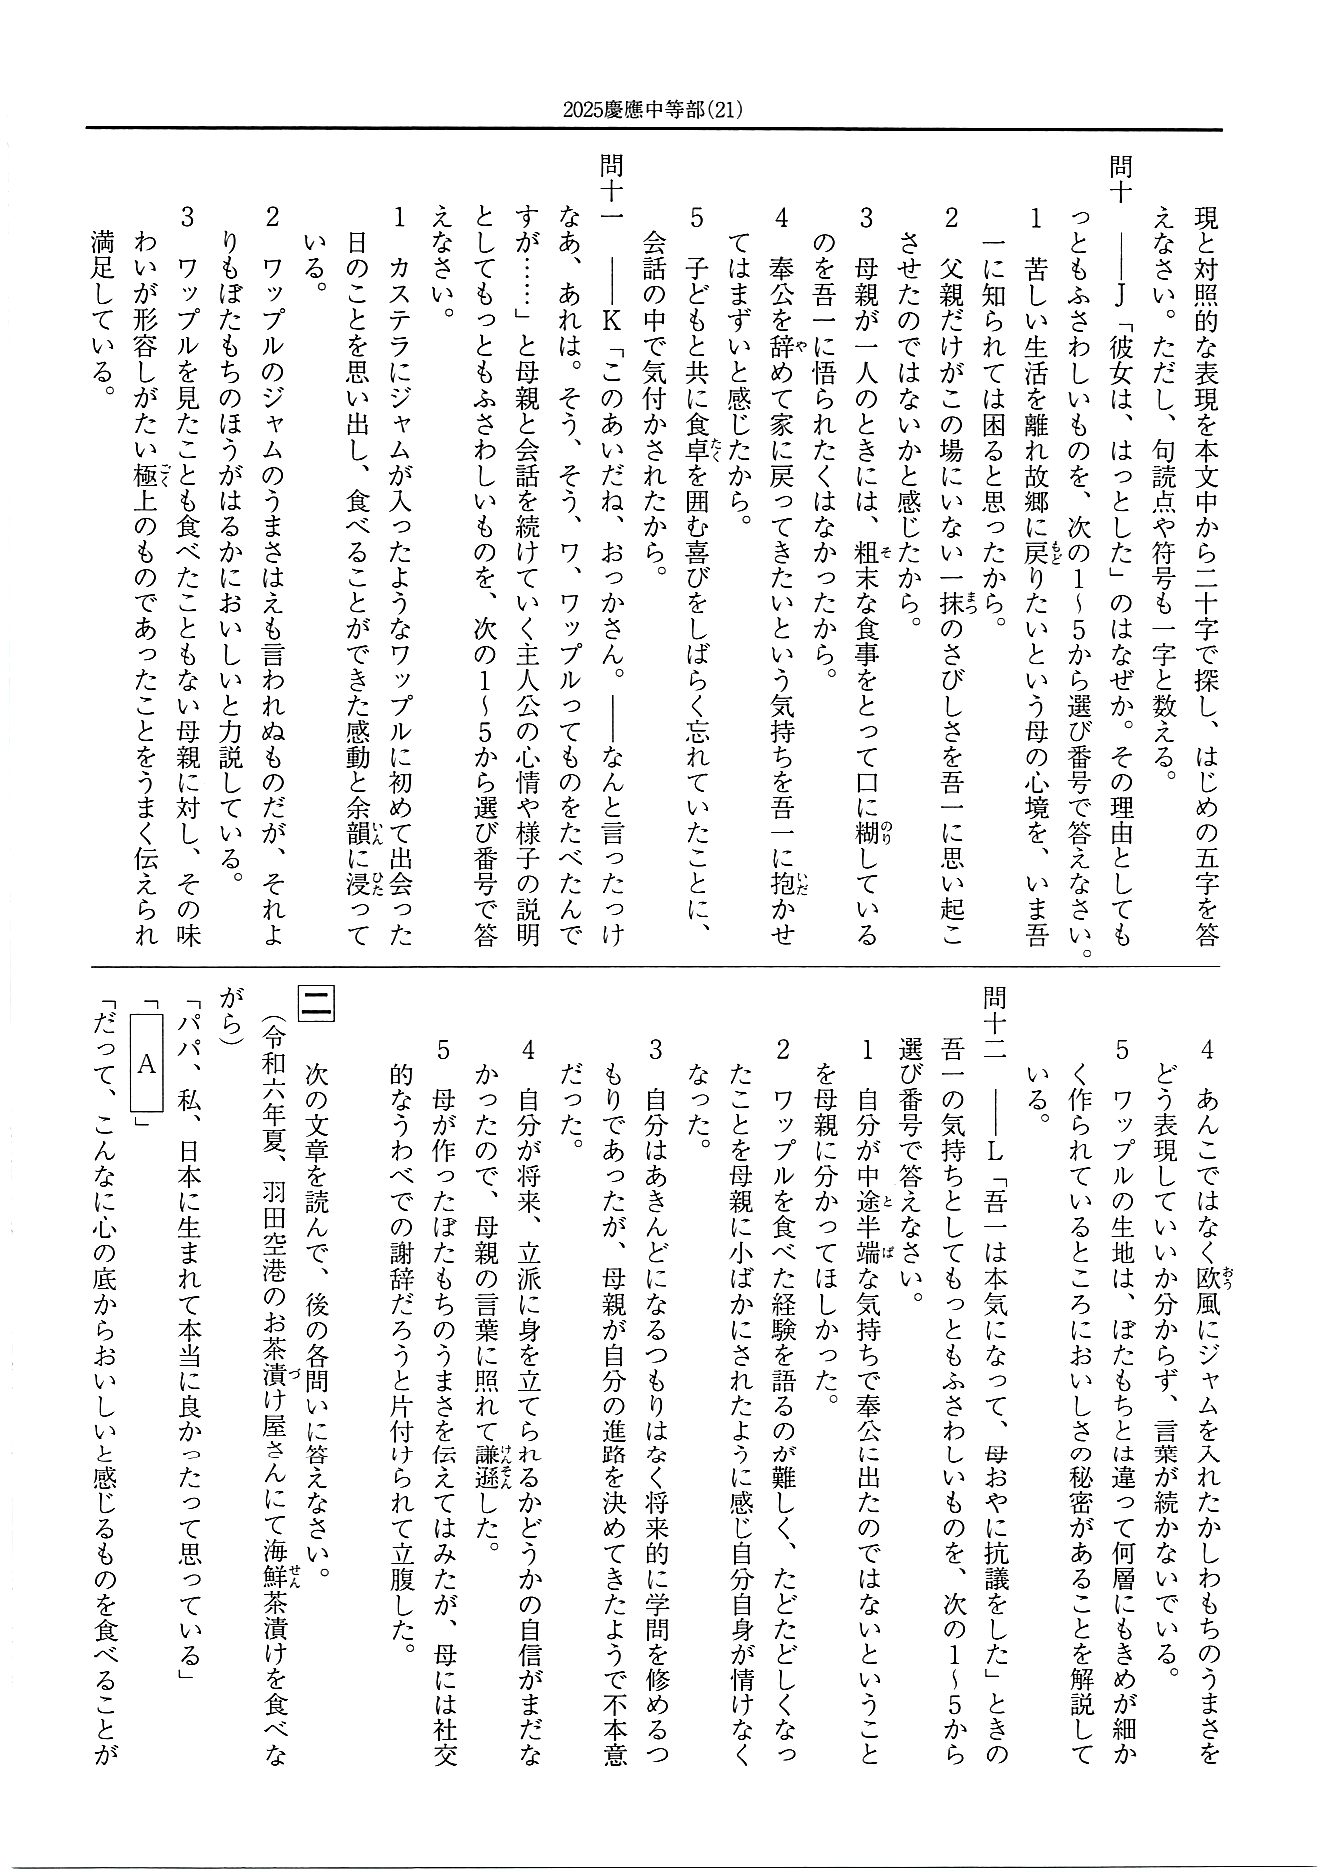 2025慶應中等部(21)
現と対照的な表現を本文中から二十字で探し、はじめの五字を答
えなさい。ただし、句読点や符号も一字と数える。
問十　――J「彼女は、はっとした」のはなぜか。その理由としても
っともふさわしいものを、次の1～5から選び番号で答えなさい。
1　苦しい生活を離れ故郷に戻もどりたいという母の心境を、いま吾
一に知られては困ると思ったから。
2　父親だけがこの場にいない一抹まつのさびしさを吾一に思い起こ
させたのではないかと感じたから。
3　母親が一人のときには、粗そ末な食事をとって口に糊のりしている
のを吾一に悟られたくはなかったから。
4　奉公を辞やめて家に戻ってきたいという気持ちを吾一に抱いだかせ
てはまずいと感じたから。
5　子どもと共に食卓たくを囲む喜びをしばらく忘れていたことに、
会話の中で気付かされたから。
問十一　――K「このあいだね、おっかさん。――なんと言ったっけ
なあ、あれは。そう、そう、ワ、ワップルってものをたべたんで
すが……」と母親と会話を続けていく主人公の心情や様子の説明
としてもっともふさわしいものを、次の1～5から選び番号で答
えなさい。
1　カステラにジャムが入ったようなワップルに初めて出会った
日のことを思い出し、食べることができた感動と余韻いんに浸ひたって
いる。
2　ワップルのジャムのうまさはえも言われぬものだが、それよ
りもぼたもちのほうがはるかにおいしいと力説している。
3　ワップルを見たことも食べたこともない母親に対し、その味
わいが形容しがたい極ごく上のものであったことをうまく伝えられ
満足している。
4　あんこではなく欧おう風にジャムを入れたかしわもちのうまさを
どう表現していいか分からず、言葉が続かないでいる。
5　ワップルの生地は、ぼたもちとは違って何層にもきめが細か
く作られているところにおいしさの秘密があることを解説して
いる。
問十二　――L「吾一は本気になって、母おやに抗議をした」ときの
吾一の気持ちとしてもっともふさわしいものを、次の1～5から
選び番号で答えなさい。
1　自分が中途と半端ぱな気持ちで奉公に出たのではないということ
を母親に分かってほしかった。
2　ワップルを食べた経験を語るのが難しく、たどたどしくなっ
たことを母親に小ばかにされたように感じ自分自身が情けなく
なった。
3　自分はあきんどになるつもりはなく将来的に学問を修めるつ
もりであったが、母親が自分の進路を決めてきたようで不本意
だった。
4　自分が将来、立派に身を立てられるかどうかの自信がまだな
かったので、母親の言葉に照れて謙遜けんそんした。
5　母が作ったぼたもちのうまさを伝えてはみたが、母には社交
的なうわべでの謝辞だろうと片付けられて立腹した。
二　次の文章を読んで、後の各問いに答えなさい。
（令和六年夏、羽田空港のお茶漬づけ屋さんにて海鮮せん茶漬けを食べな
がら）
「パパ、私、日本に生まれて本当に良かったって思っている」
「　A　」
「だって、こんなに心の底からおいしいと感じるものを食べることが